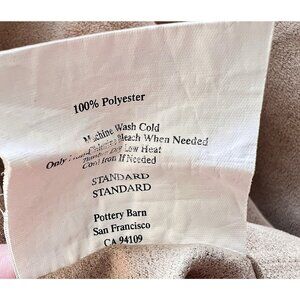 100% Polyester
Machine Wash Cold
Only Bleach When Needed
Low Heat
Cool Iron If Needed
STANDARD
STANDARD
Pottery Barn
San Francisco
CA 94109